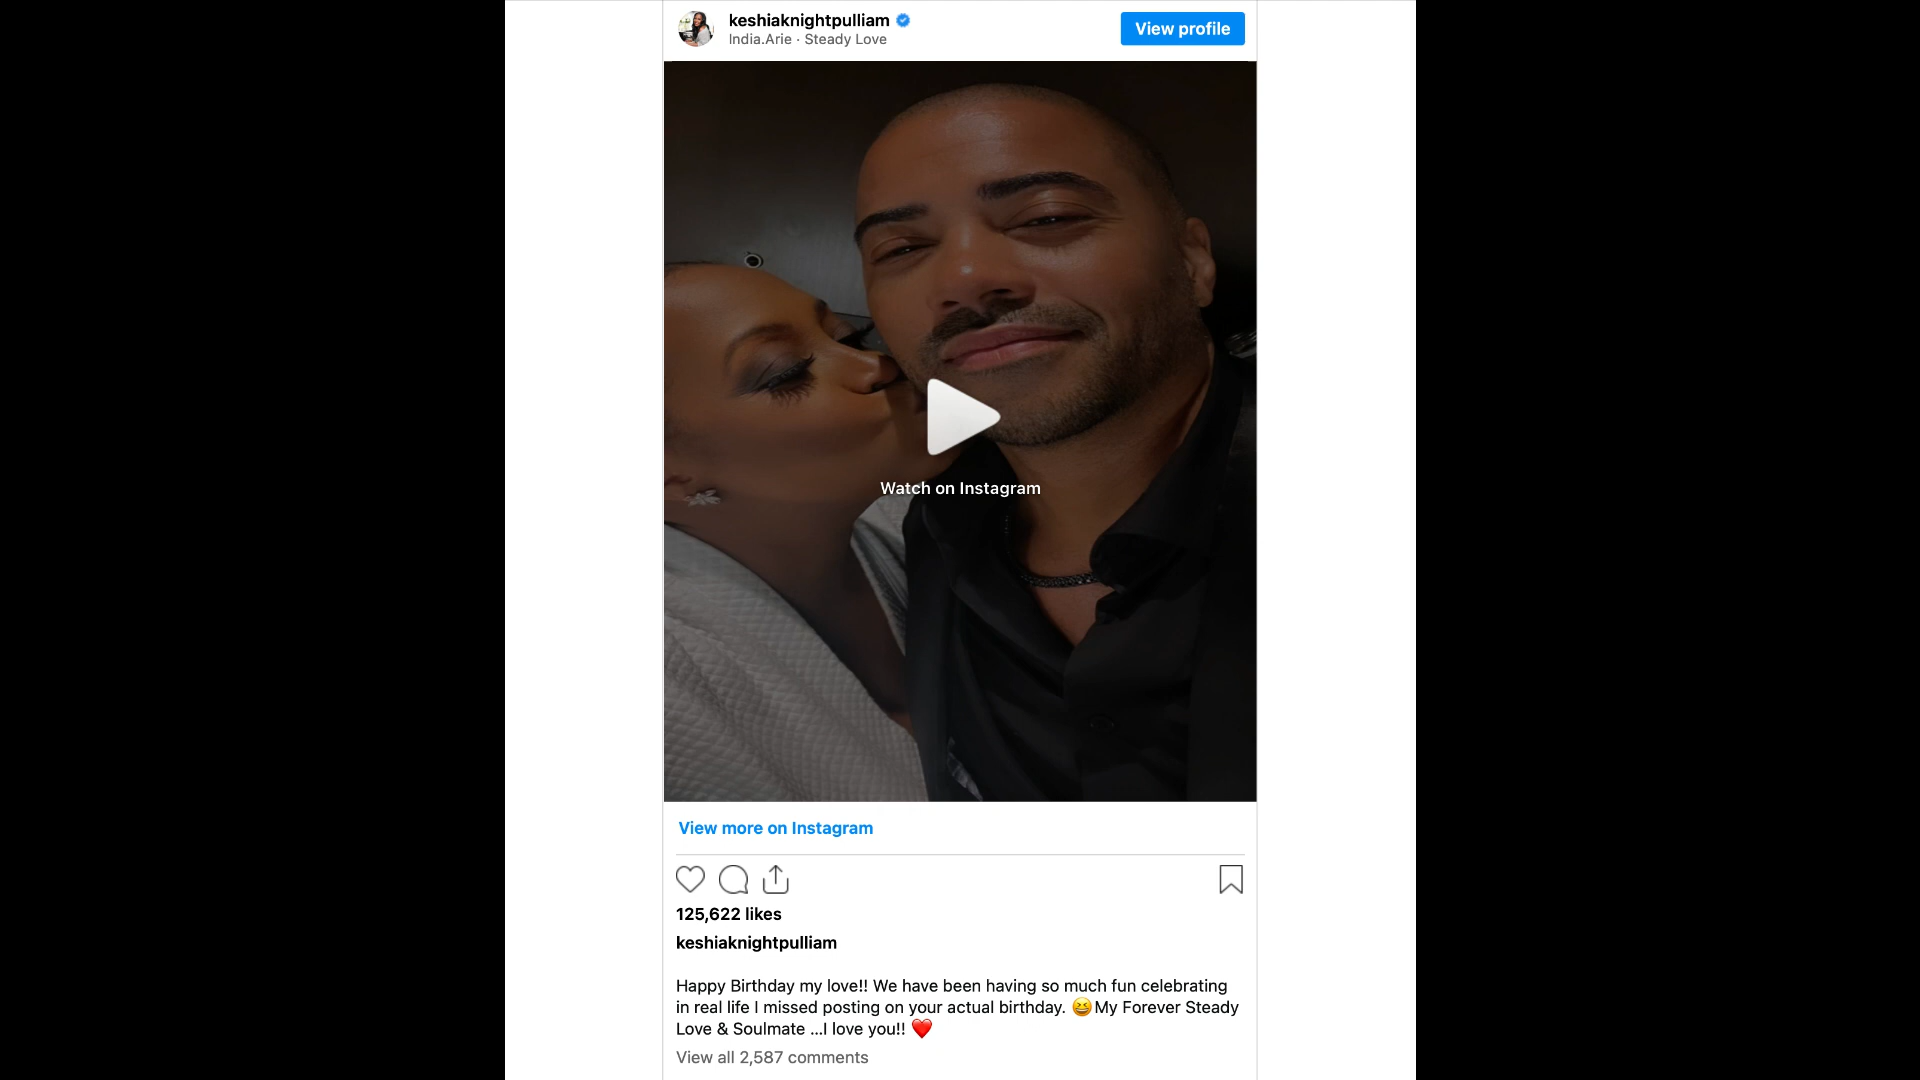 keshiaknightpulliam
India.Arie · Steady Love
View profile
Watch on Instagram
View more on Instagram
125,622 likes
keshiaknightpulliam
Happy Birthday my love!! We have been having so much fun celebrating
in real life I missed posting on your actual birthday. 😆My Forever Steady
Love & Soulmate ...I love you!! ❤️
View all 2,587 comments